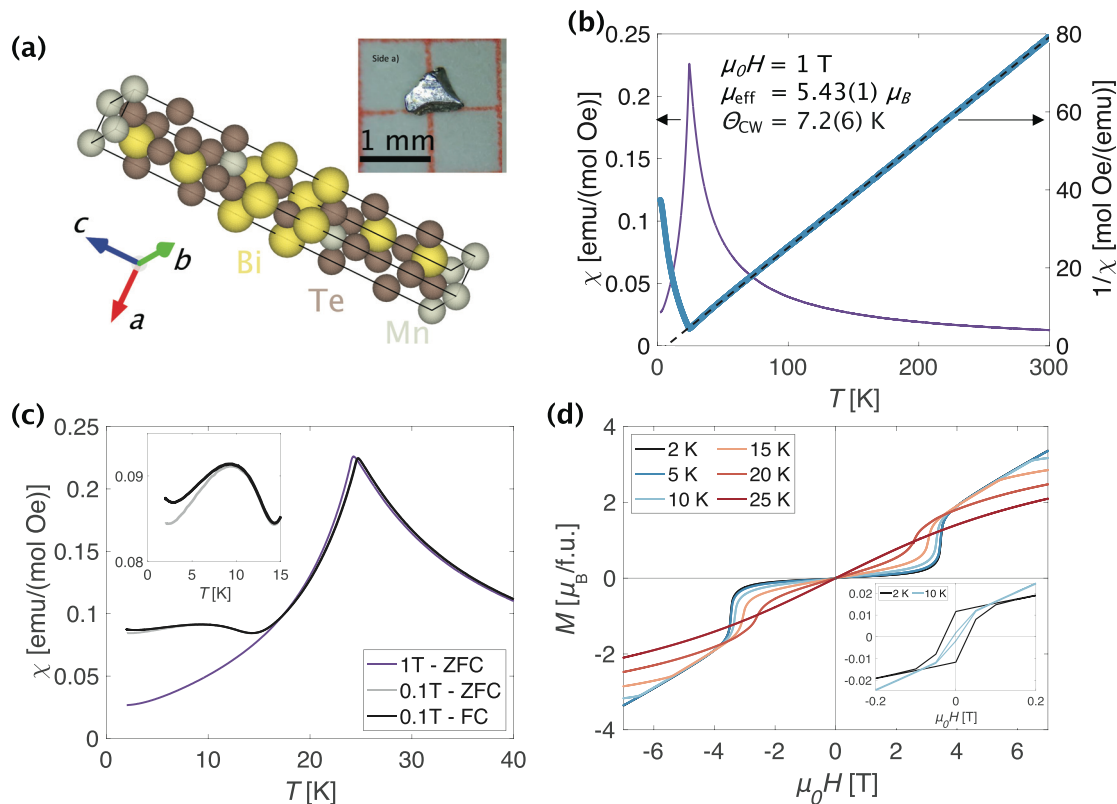 (a)
Side a)
1 mm
c
b
a
Bi
Te
Mn
(b)
0.25
0.2
0.15
0.1
0.05
0
χ [emu/(mol Oe)]
μ₀H = 1 T
μeff = 5.43(1) μB
ΘCW = 7.2(6) K
80
60
40
20
0
1/χ [mol Oe/(emu)]
0 100 200 300
T [K]
(c)
0.25
0.2
0.15
0.1
0.05
0
χ [emu/(mol Oe)]
0.09
0.08
0 5 10 15
T [K]
1T - ZFC
0.1T - ZFC
0.1T - FC
0 10 20 30 40
T [K]
(d)
4
2
0
-2
-4
M [μB/f.u.]
2 K 15 K
5 K 20 K
10 K 25 K
2 K 10 K
0.02
0.01
0
-0.01
-0.02
-0.2 0 0.2
μ₀H [T]
-6 -4 -2 0 2 4 6
μ₀H [T]